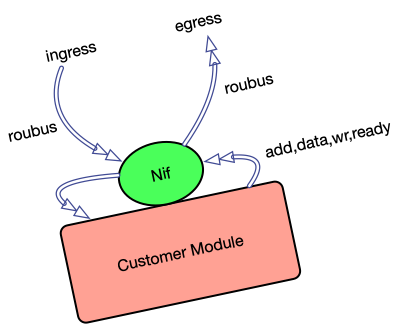 egress
ingress
roubus
roubus
add,data,wr,ready
Nif
Customer Module